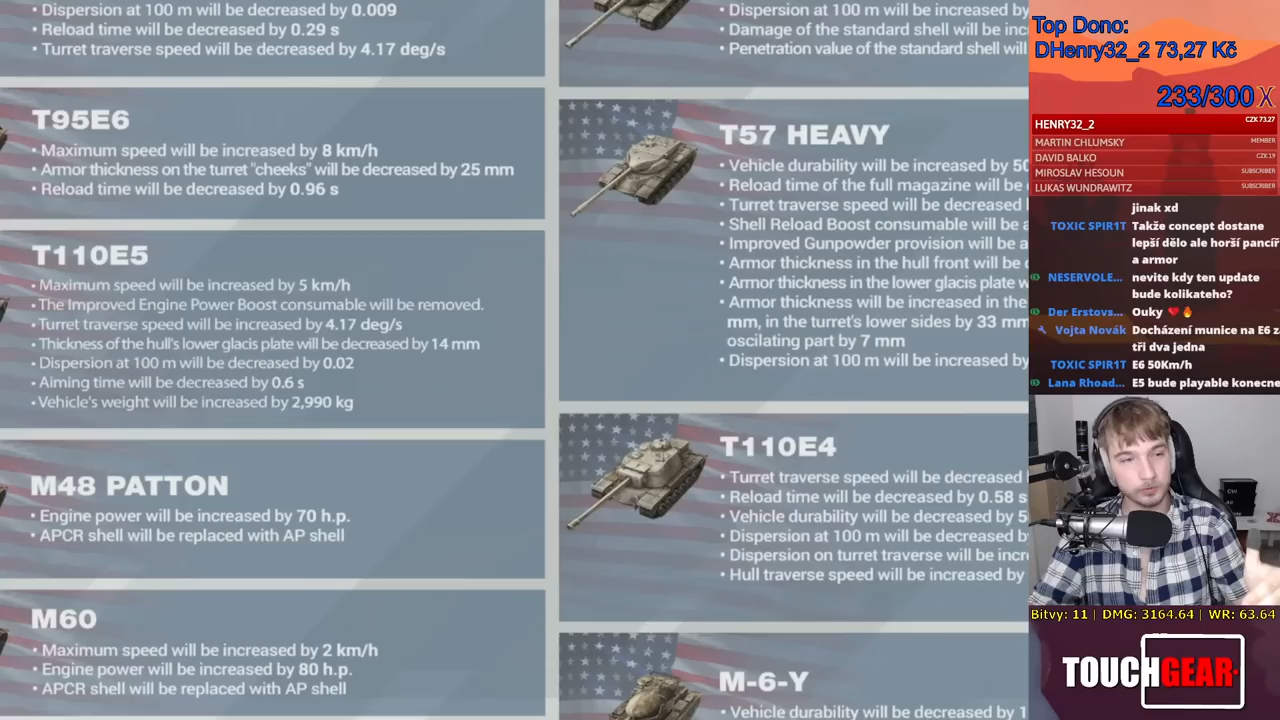 Dispersion at 100 m will be decreased by 0.009
• Reload time will be decreased by 0.29 s
• Turret traverse speed will be decreased by 4.17 deg/s
T95E6
• Maximum speed will be increased by 8 km/h
• Armor thickness on the turret "cheeks" will be decreased by 25 mm
• Reload time will be decreased by 0.96 s
T110E5
• Maximum speed will be increased by 5 km/h
• The Improved Engine Power Boost consumable will be removed.
• Turret traverse speed will be increased by 4.17 deg/s
• Thickness of the hull's lower glacis plate will be decreased by 14 mm
• Dispersion at 100 m will be decreased by 0.02
• Aiming time will be decreased by 0.6 s
• Vehicle's weight will be increased by 2,990 kg
M48 PATTON
• Engine power will be increased by 70 h.p.
• APCR shell will be replaced with AP shell
M60
• Maximum speed will be increased by 2 km/h
• Engine power will be increased by 80 h.p.
• APCR shell will be replaced with AP shell
• Dispersion at 100 m will be increased by
• Damage of the standard shell will be inc
• Penetration value of the standard shell will
T57 HEAVY
• Vehicle durability will be increased by 50
• Reload time of the full magazine will be
• Turret traverse speed will be decreased
• Shell Reload Boost consumable will be a
• Improved Gunpowder provision will be a
• Armor thickness in the hull front will be
• Armor thickness in the lower glacis plate w
• Armor thickness will be increased in the
mm, in the turret's lower sides by 33 mm
oscilating part by 7 mm
• Dispersion at 100 m will be increased by
T110E4
• Turret traverse speed will be decreased
• Reload time will be decreased by 0.58 s
• Vehicle durability will be decreased by 5
• Dispersion at 100 m will be decreased by
• Dispersion on turret traverse will be incr
• Hull traverse speed will be increased by
M-6-Y
• Vehicle durability will be decreased by 1
Top Dono:
DHenry32_2 73,27 Kč
233/300 X
HENRY32_2 CZK 73.27
MARTIN CHLUMSKY MEMBER
DAVID BALKO CZK 19
MIROSLAV HESOUN SUBSCRIBER
LUKAS WUNDRAWITZ SUBSCRIBER
jinak xd
TOXIC SPIR1T Takže concept dostane
lepší dělo ale horší pancíř
a armor
NESERVOLE... nevite kdy ten update
bude kolikateho?
Der Erstovs... Ouky ❤️🔥
Vojta Novák Docházení munice na E6 za
tři dva jedna
TOXIC SPIR1T E6 50Km/h
Lana Rhoad... E5 bude playable konecne
Bitvy: 11 | DMG: 3164.64 | WR: 63.64
TOUCHGEAR